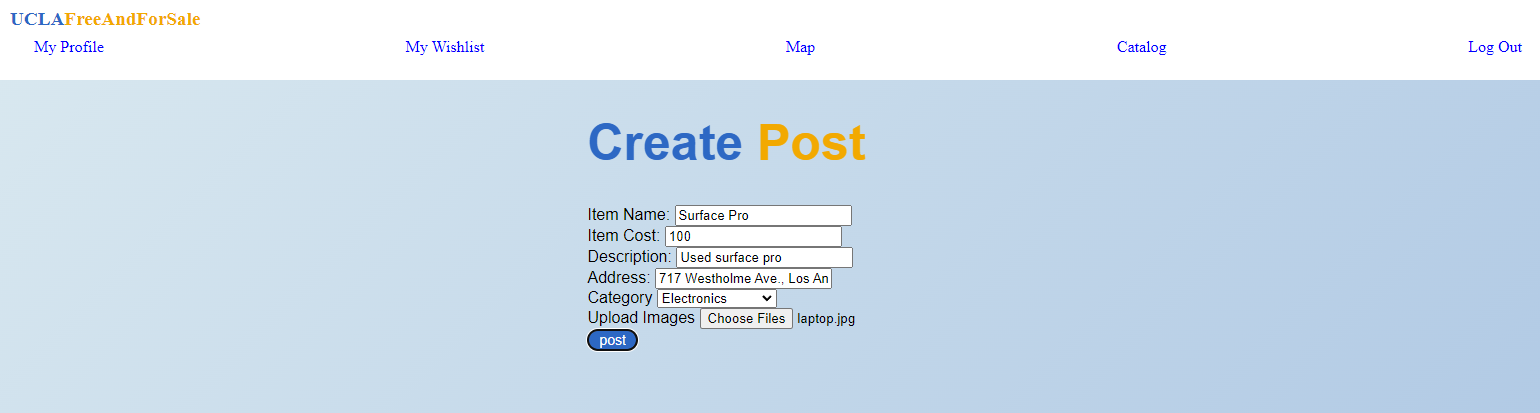 UCLAFreeAndForSale
My Profile My Wishlist Map Catalog Log Out
Create Post
Item Name: Surface Pro
Item Cost: 100
Description: Used surface pro
Address: 717 Westholme Ave., Los An
Category Electronics
Upload Images Choose Files laptop.jpg
post